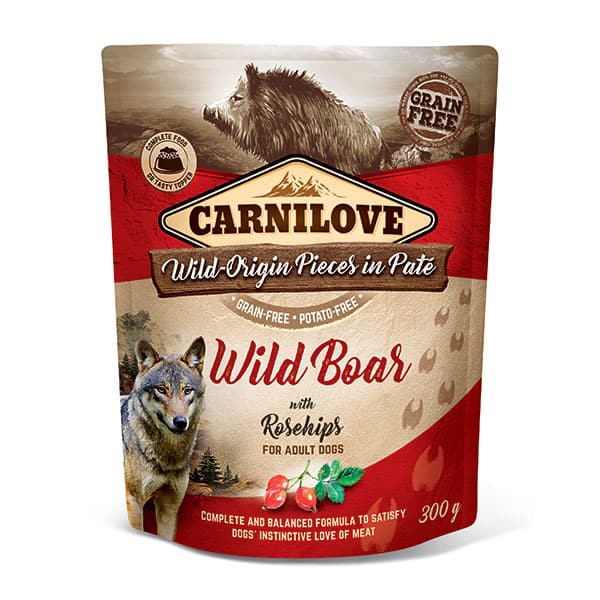 GRAIN
FREE
COMPLETE FOOD
OR TASTY TOPPER
CARNILOVE
Wild-Origin Pieces in Paté
GRAIN-FREE • POTATO-FREE
Wild Boar
with
Rosehips
FOR ADULT DOGS
COMPLETE AND BALANCED FORMULA TO SATISFY
DOGS' INSTINCTIVE LOVE OF MEAT
300 g